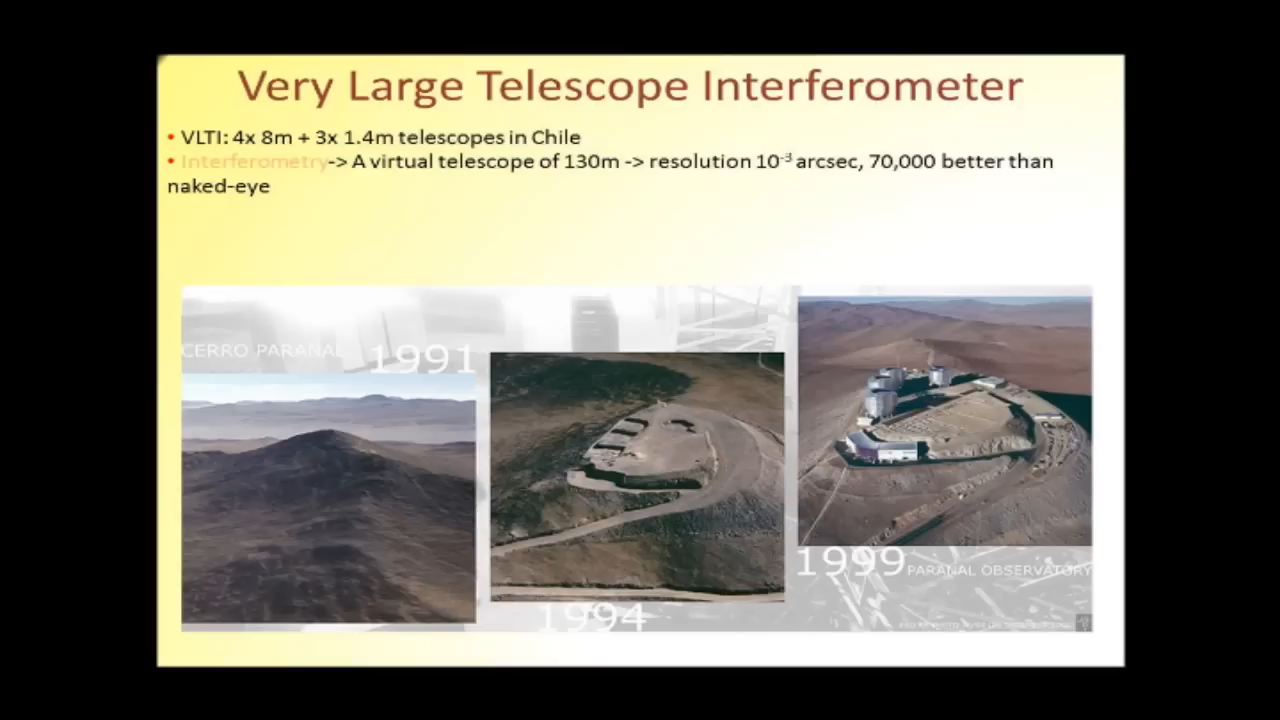 Very Large Telescope Interferometer
• VLTI: 4x 8m + 3x 1.4m telescopes in Chile
• Interferometry-> A virtual telescope of 130m -> resolution 10⁻³ arcsec, 70,000 better than
naked-eye
CERRO PARANAL 1991
1994
1999 PARANAL OBSERVATORY